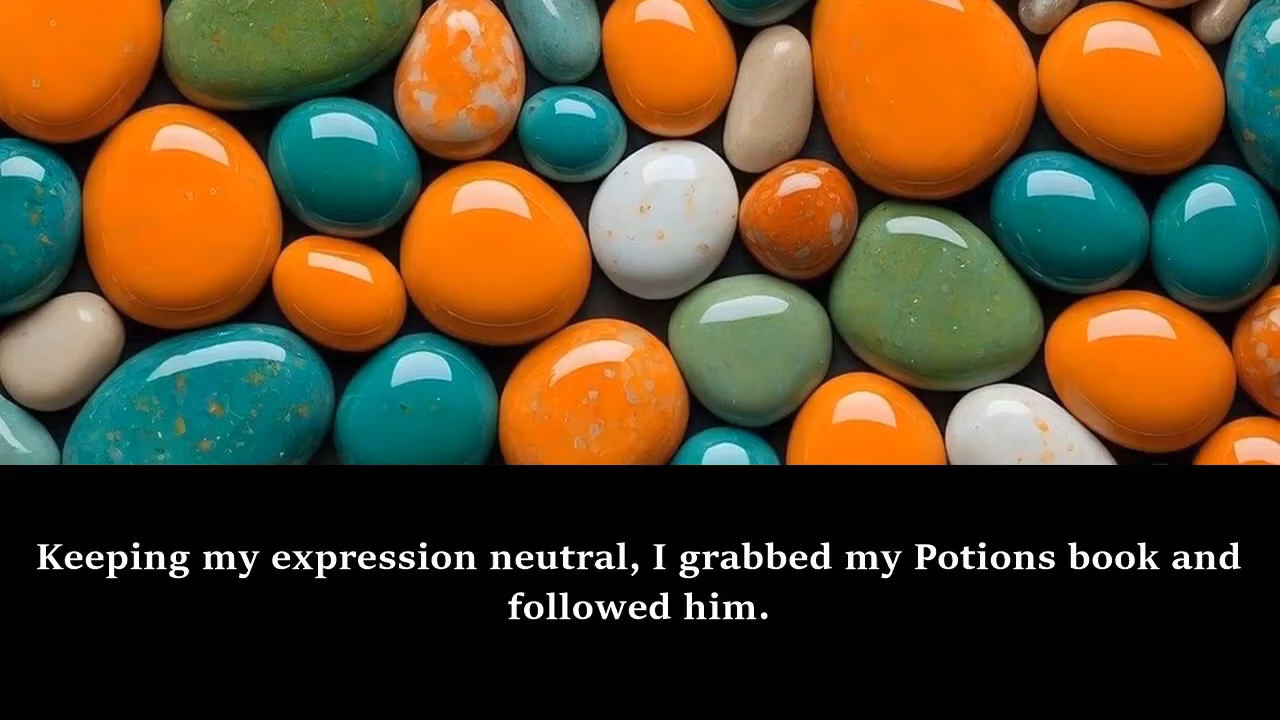 Keeping my expression neutral, I grabbed my Potions book and
followed him.